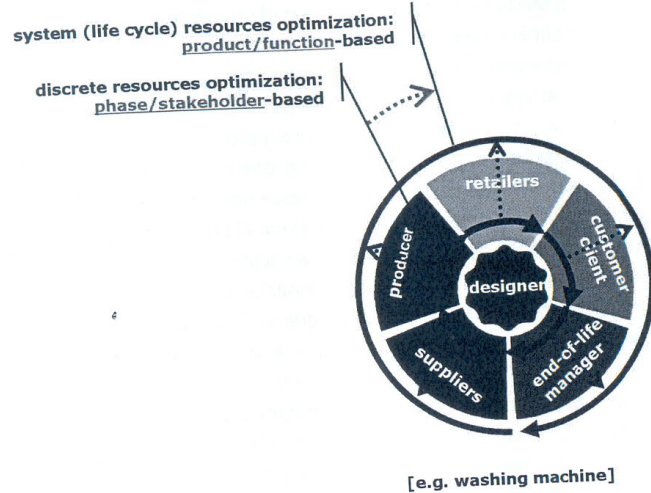 system (life cycle) resources optimization:
product/function-based
discrete resources optimization:
phase/stakeholder-based
retailers
customer
client
producer
designer
suppliers
end-of-life
manager
[e.g. washing machine]